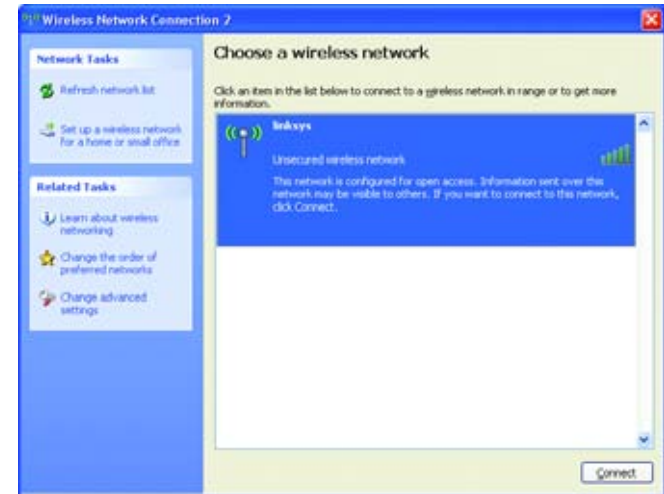 Wireless Network Connection 2
Network Tasks
Refresh network list
Set up a wireless network
for a home or small office
Related Tasks
Learn about wireless
networking
Change the order of
preferred networks
Change advanced
settings
Choose a wireless network
Click an item in the list below to connect to a wireless network in range or to get more
information.
linksys
Unsecured wireless network
This network is configured for open access. Information sent over this
network may be visible to others. If you want to connect to this network,
click Connect.
Connect